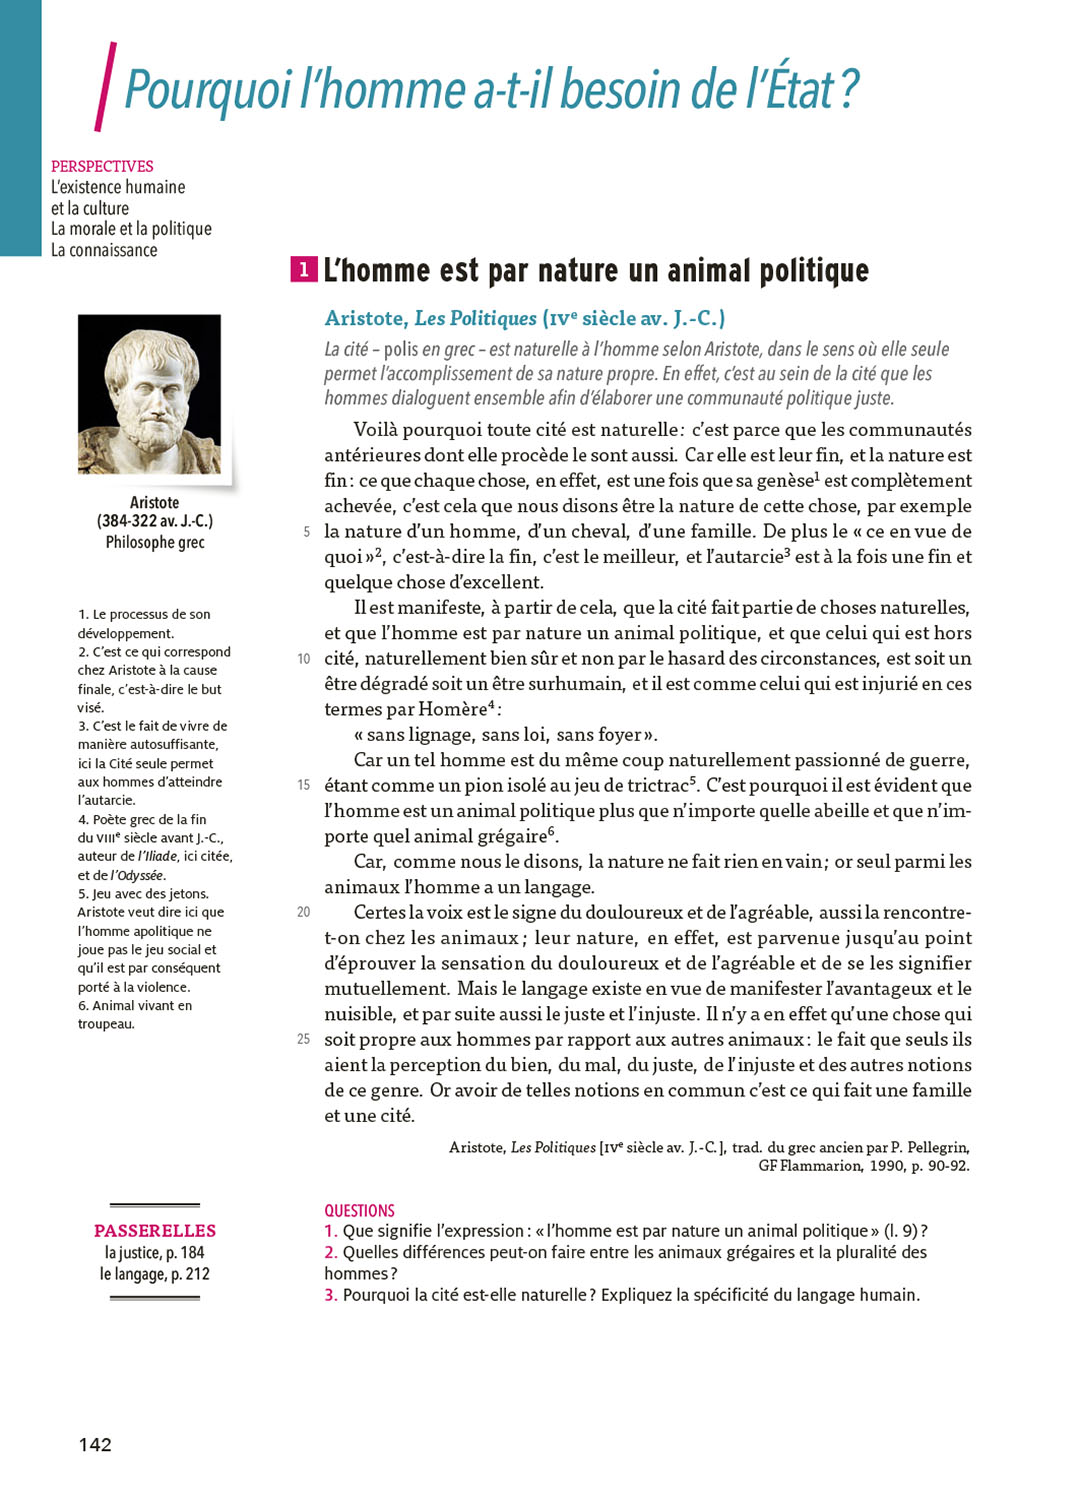 Pourquoi l’homme a-t-il besoin de l’État ?
PERSPECTIVES
L’existence humaine
et la culture
La morale et la politique
La connaissance
1 L’homme est par nature un animal politique
Aristote, Les Politiques (IVe siècle av. J.-C.)
La cité – polis en grec – est naturelle à l’homme selon Aristote, dans le sens où elle seule
permet l’accomplissement de sa nature propre. En effet, c’est au sein de la cité que les
hommes dialoguent ensemble afin d’élaborer une communauté politique juste.
Aristote
(384-322 av. J.-C.)
Philosophe grec
Voilà pourquoi toute cité est naturelle : c’est parce que les communautés
antérieures dont elle procède le sont aussi. Car elle est leur fin, et la nature est
fin : ce que chaque chose, en effet, est une fois que sa genèse1 est complètement
achevée, c’est cela que nous disons être la nature de cette chose, par exemple
5 la nature d’un homme, d’un cheval, d’une famille. De plus le « ce en vue de
quoi »2, c’est-à-dire la fin, c’est le meilleur, et l’autarcie3 est à la fois une fin et
quelque chose d’excellent.
Il est manifeste, à partir de cela, que la cité fait partie de choses naturelles,
et que l’homme est par nature un animal politique, et que celui qui est hors
10 cité, naturellement bien sûr et non par le hasard des circonstances, est soit un
être dégradé soit un être surhumain, et il est comme celui qui est injurié en ces
termes par Homère4 :
« sans lignage, sans loi, sans foyer ».
Car un tel homme est du même coup naturellement passionné de guerre,
15 étant comme un pion isolé au jeu de trictrac5. C’est pourquoi il est évident que
l’homme est un animal politique plus que n’importe quelle abeille et que n’im-
porte quel animal grégaire6.
Car, comme nous le disons, la nature ne fait rien en vain ; or seul parmi les
animaux l’homme a un langage.
20 Certes la voix est le signe du douloureux et de l’agréable, aussi la rencontre-
t-on chez les animaux ; leur nature, en effet, est parvenue jusqu’au point
d’éprouver la sensation du douloureux et de l’agréable et de se les signifier
mutuellement. Mais le langage existe en vue de manifester l’avantageux et le
nuisible, et par suite aussi le juste et l’injuste. Il n’y a en effet qu’une chose qui
25 soit propre aux hommes par rapport aux autres animaux : le fait que seuls ils
aient la perception du bien, du mal, du juste, de l’injuste et des autres notions
de ce genre. Or avoir de telles notions en commun c’est ce qui fait une famille
et une cité.
Aristote, Les Politiques [IVe siècle av. J.-C.], trad. du grec ancien par P. Pellegrin,
GF Flammarion, 1990, p. 90-92.
1. Le processus de son
développement.
2. C’est ce qui correspond
chez Aristote à la cause
finale, c’est-à-dire le but
visé.
3. C’est le fait de vivre de
manière autosuffisante,
ici la Cité seule permet
aux hommes d’atteindre
l’autarcie.
4. Poète grec de la fin
du VIIIe siècle avant J.-C.,
auteur de l’Iliade, ici citée,
et de l’Odyssée.
5. Jeu avec des jetons.
Aristote veut dire ici que
l’homme apolitique ne
joue pas le jeu social et
qu’il est par conséquent
porté à la violence.
6. Animal vivant en
troupeau.
PASSERELLES
la justice, p. 184
le langage, p. 212
QUESTIONS
1. Que signifie l’expression : « l’homme est par nature un animal politique » (l. 9) ?
2. Quelles différences peut-on faire entre les animaux grégaires et la pluralité des
hommes ?
3. Pourquoi la cité est-elle naturelle ? Expliquez la spécificité du langage humain.
142